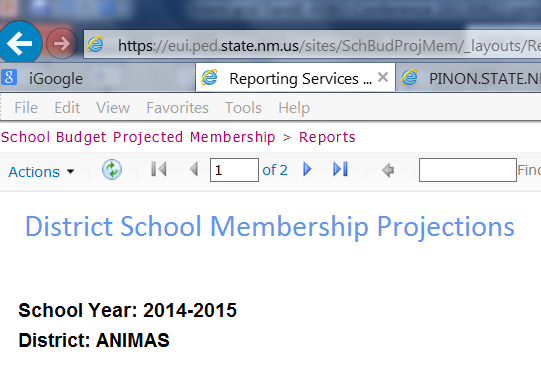 https://eui.ped.state.nm.us/sites/SchBudProjMem/_layouts/Re
iGoogle
Reporting Services ...
PINON.STATE.N
File Edit View Favorites Tools Help
School Budget Projected Membership > Reports
Actions
1 of 2
Find
District School Membership Projections
School Year: 2014-2015
District: ANIMAS